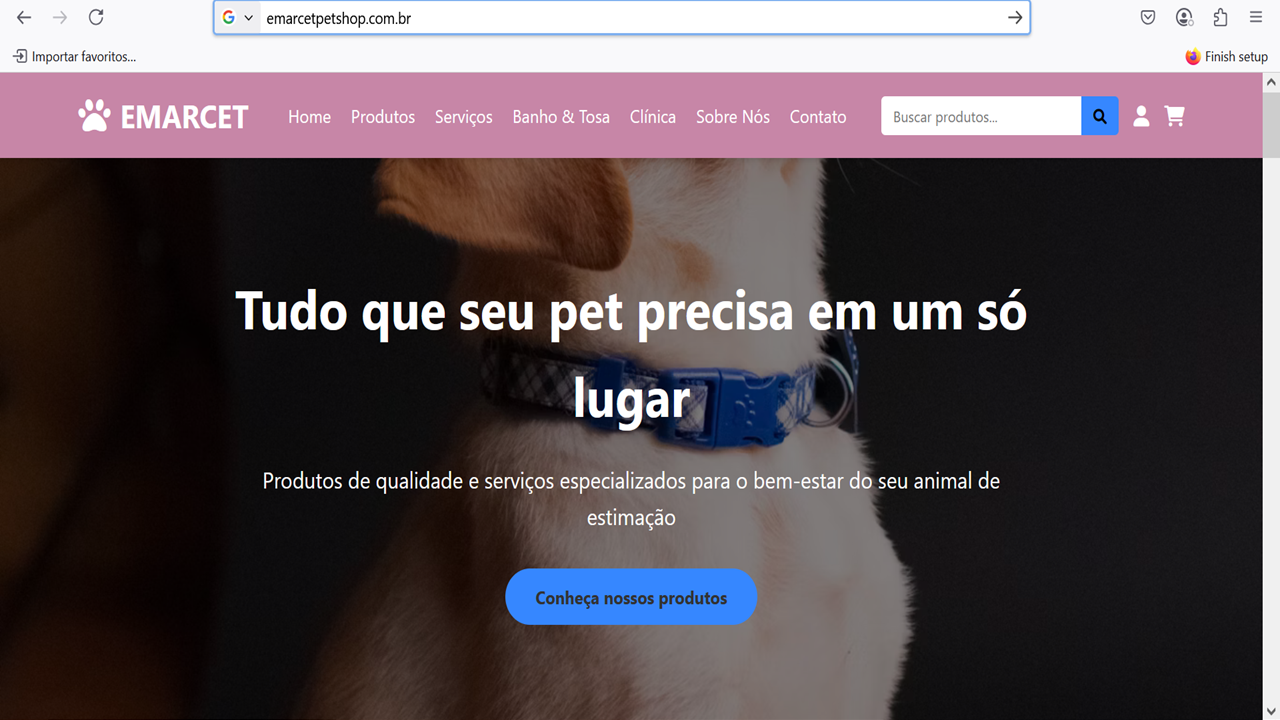 emarcetpetshop.com.br
Importar favoritos...
Finish setup
EMARCET
Home Produtos Serviços Banho & Tosa Clínica Sobre Nós Contato
Buscar produtos...
Tudo que seu pet precisa em um só
lugar
Produtos de qualidade e serviços especializados para o bem-estar do seu animal de
estimação
Conheça nossos produtos